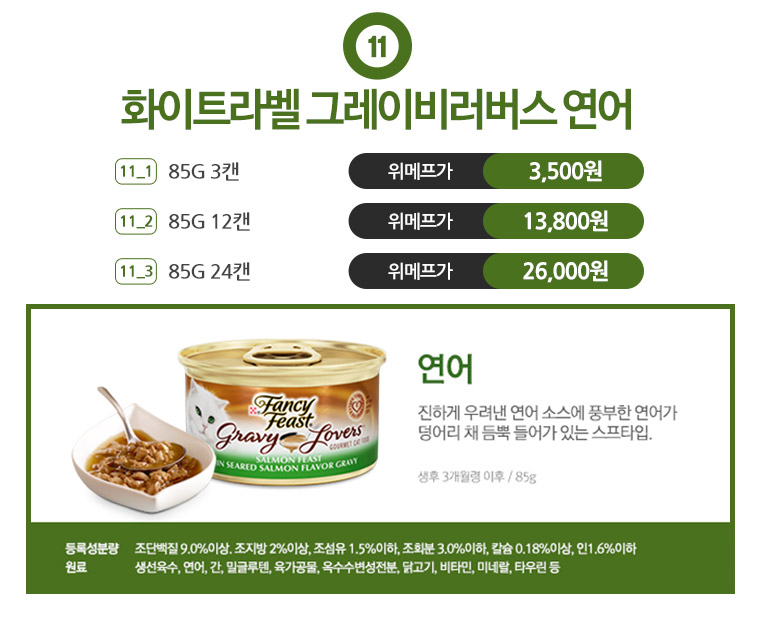 11
화이트라벨 그레이비러버스 연어
11_1 85G 3캔 위메프가 3,500원
11_2 85G 12캔 위메프가 13,800원
11_3 85G 24캔 위메프가 26,000원
연어
진하게 우려낸 연어 소스에 풍부한 연어가
덩어리 채 듬뿍 들어가 있는 스프타입.
생후 3개월령 이후 / 85g
Fancy
Feast
Gravy Lovers
GOURMET CAT FOOD
SALMON FEAST
IN SEARED SALMON FLAVOR GRAVY
등록성분량 조단백질 9.0%이상. 조지방 2%이상, 조섬유 1.5%이하, 조회분 3.0%이하, 칼슘 0.18%이상, 인1.6%이하
원료 생선육수, 연어, 간, 밀글루텐, 육가공물, 옥수수변성전분, 닭고기, 비타민, 미네랄, 타우린 등